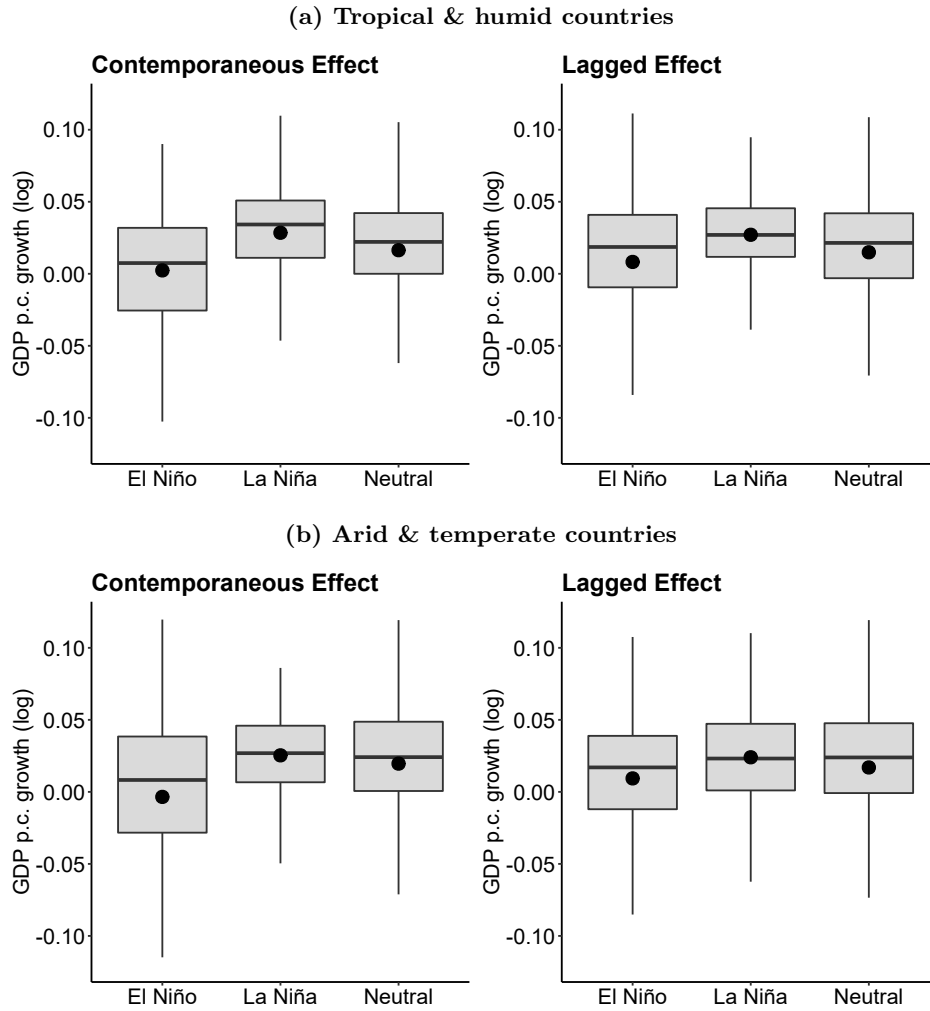 (a) Tropical & humid countries
Contemporaneous Effect
GDP p.c. growth (log)
0.10
0.05
0.00
-0.05
-0.10
El Niño La Niña Neutral
Lagged Effect
GDP p.c. growth (log)
0.10
0.05
0.00
-0.05
-0.10
El Niño La Niña Neutral
(b) Arid & temperate countries
Contemporaneous Effect
GDP p.c. growth (log)
0.10
0.05
0.00
-0.05
-0.10
El Niño La Niña Neutral
Lagged Effect
GDP p.c. growth (log)
0.10
0.05
0.00
-0.05
-0.10
El Niño La Niña Neutral